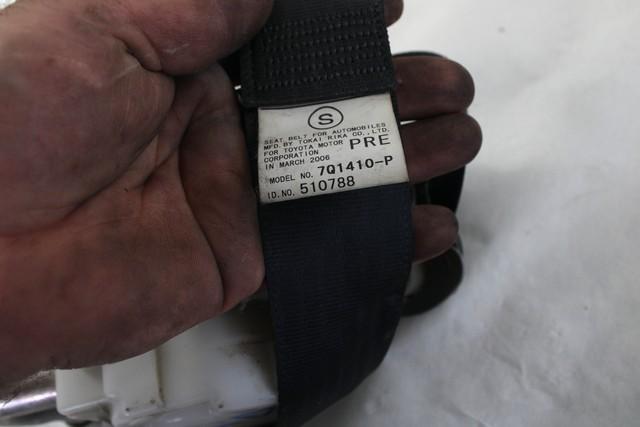 S
SEAT BELT FOR AUTOMOBILES
MFD. BY TOKAI RIKA CO., LTD.
FOR TOYOTA MOTOR PRE
CORPORATION
IN MARCH 2006
MODEL NO. 7Q1410-P
ID. NO. 510788